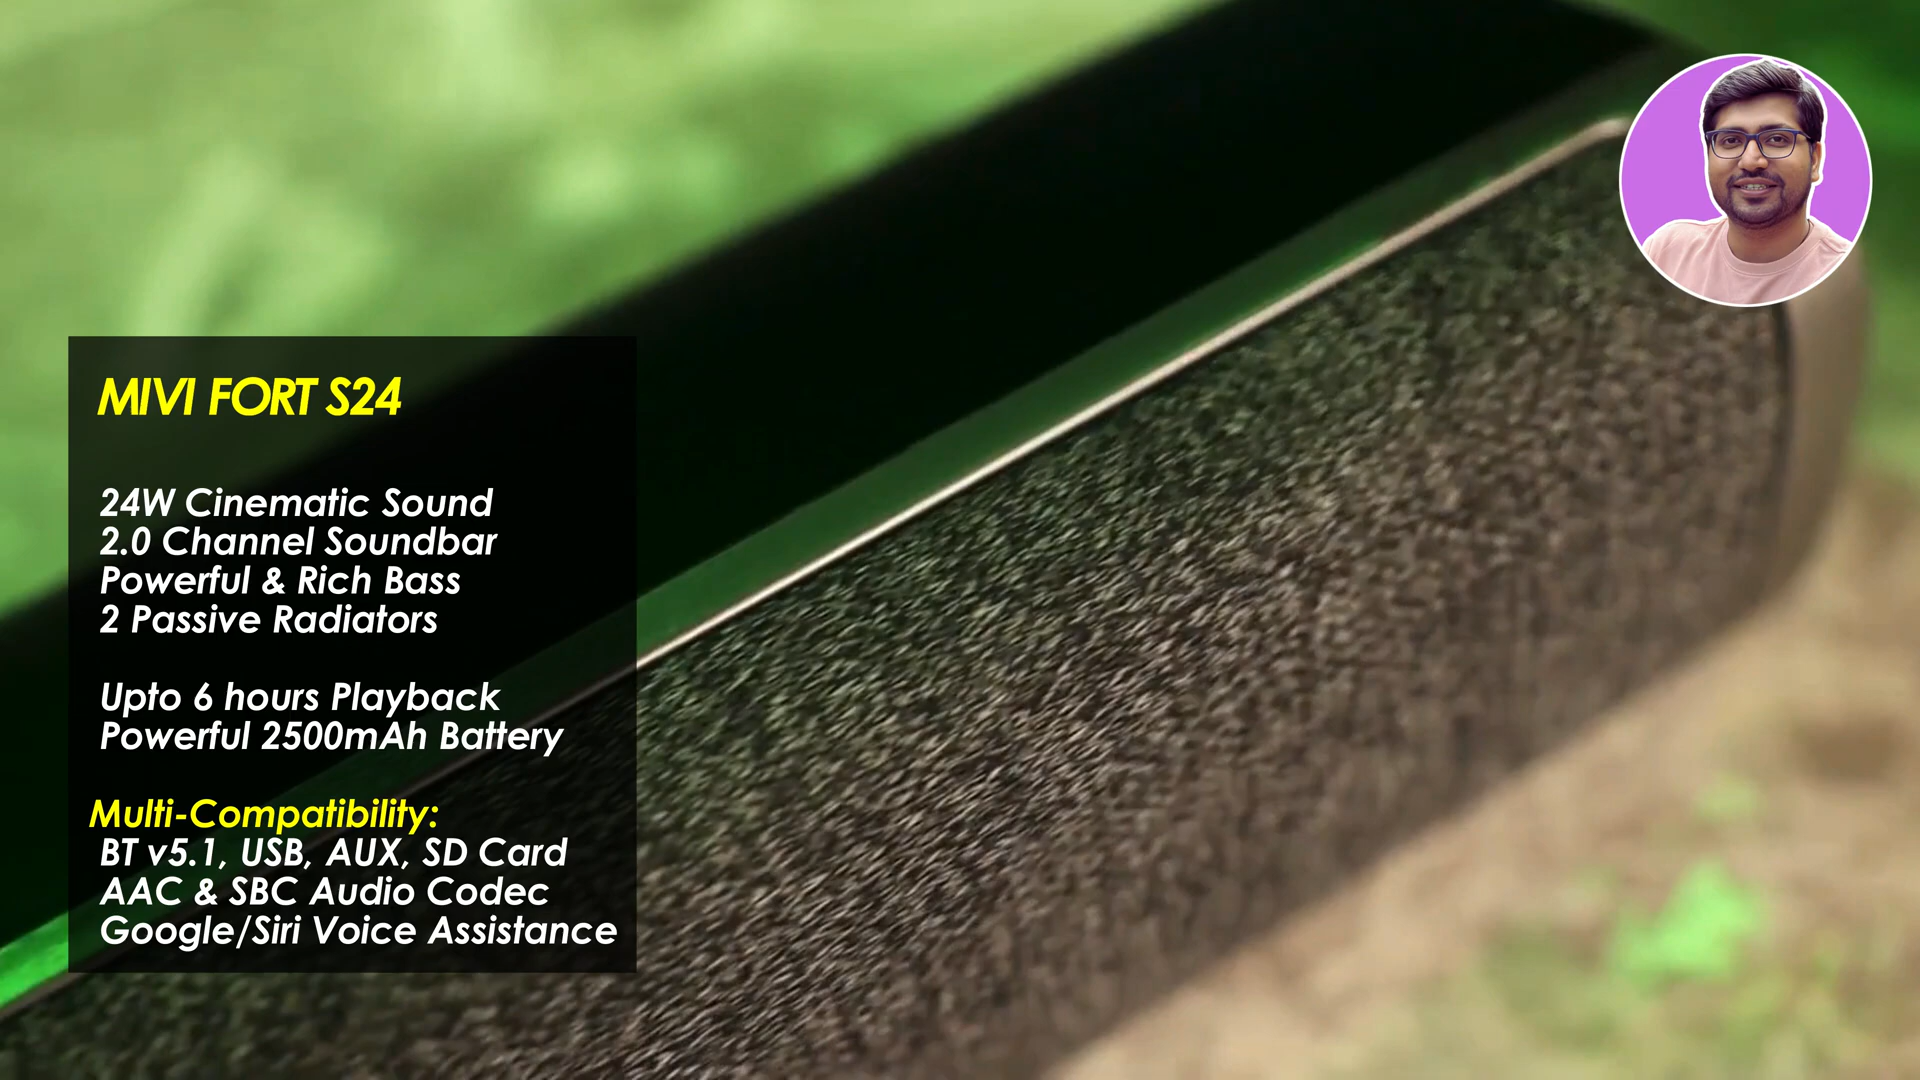 MIVI FORT S24
24W Cinematic Sound
2.0 Channel Soundbar
Powerful & Rich Bass
2 Passive Radiators
Upto 6 hours Playback
Powerful 2500mAh Battery
Multi-Compatibility:
BT v5.1, USB, AUX, SD Card
AAC & SBC Audio Codec
Google/Siri Voice Assistance